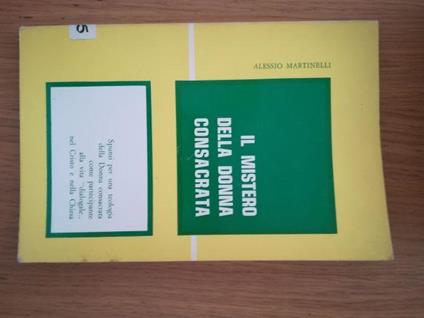 ALESSIO MARTINELLI
IL MISTERO
DELLA DONNA
CONSACRATA
Spunti per una teologia
della Donna consacrata
come partecipante
alla vita "dialogale„
nel Cristo e nella Chiesa
5